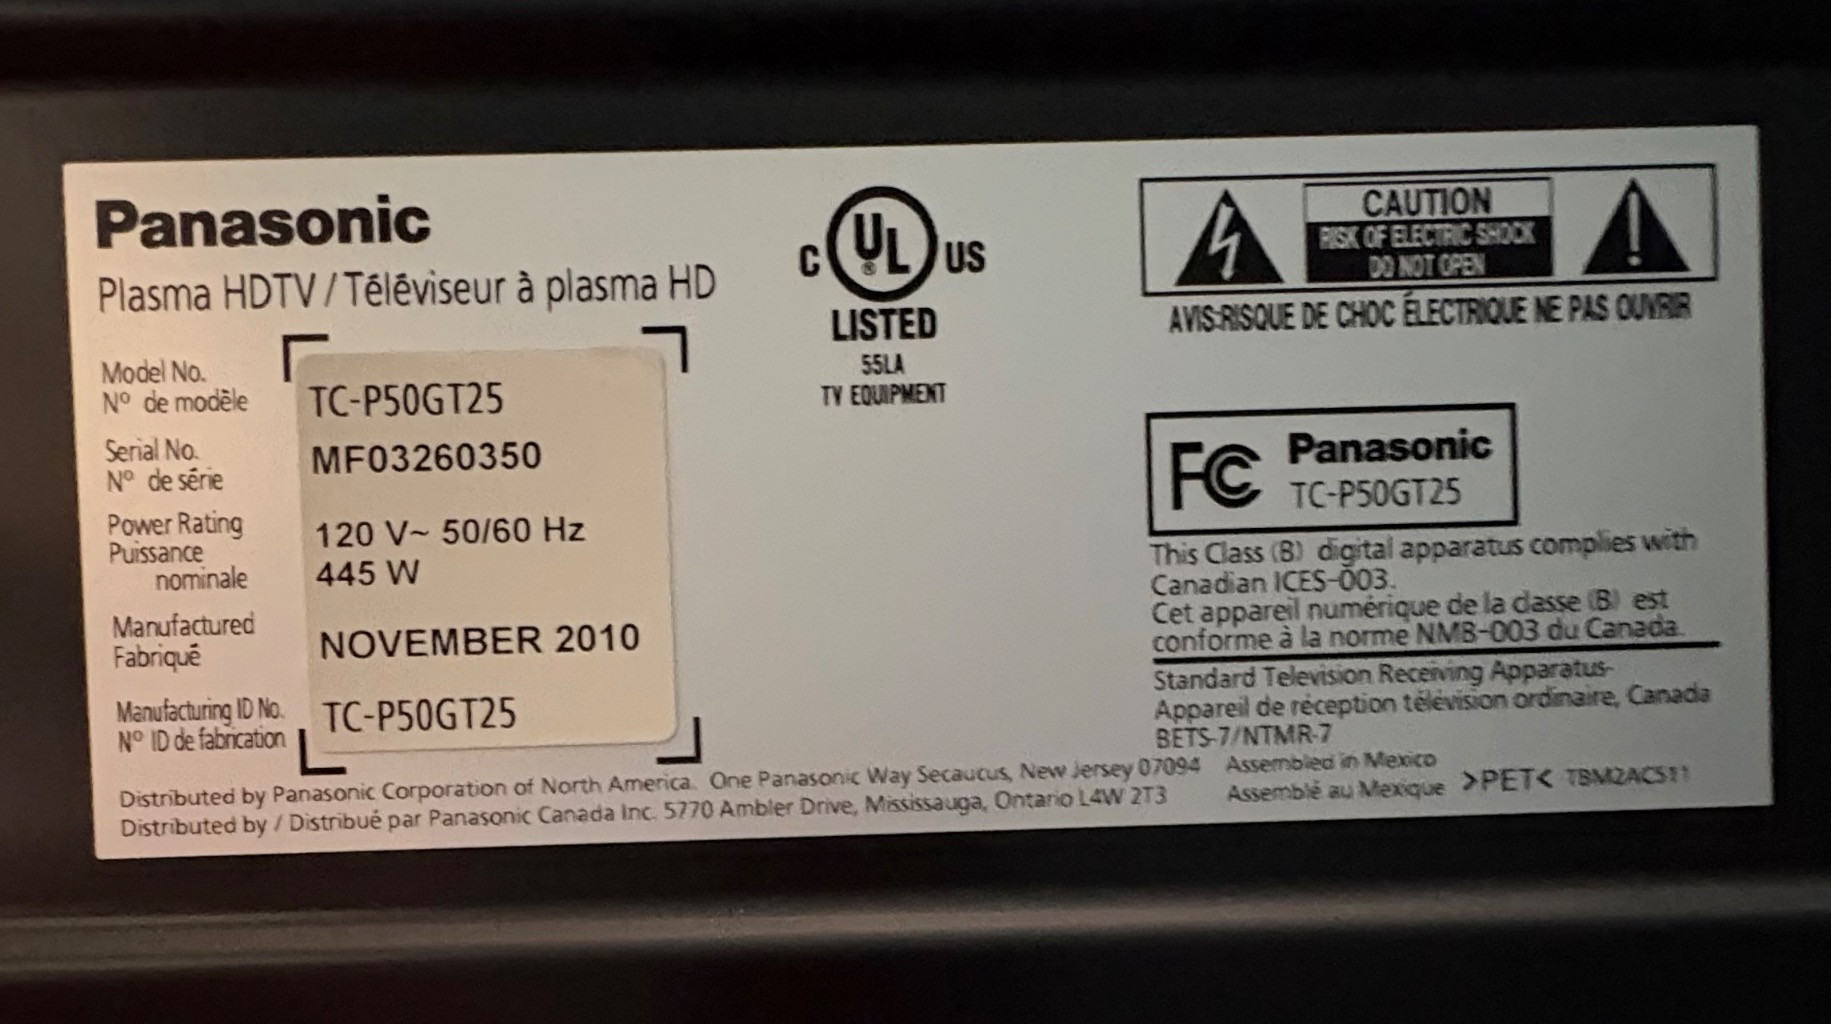 Panasonic
Plasma HDTV / Téléviseur à plasma HD
Model No.
Nº de modèle
TC-P50GT25
Serial No.
Nº de série
MF03260350
Power Rating
Puissance
nominale
120 V~ 50/60 Hz
445 W
Manufactured
Fabriqué
NOVEMBER 2010
Manufacturing ID No.
Nº ID de fabrication
TC-P50GT25
C UL® US
LISTED
55LA
TV EQUIPMENT
CAUTION
RISK OF ELECTRIC SHOCK
DO NOT OPEN
AVIS-RISQUE DE CHOC ÉLECTRIQUE NE PAS OUVRIR
FC Panasonic
TC-P50GT25
This Class (B) digital apparatus complies with
Canadian ICES-003.
Cet appareil numérique de la classe (B) est
conforme à la norme NMB-003 du Canada.
Standard Television Receiving Apparatus-
Appareil de réception télévision ordinaire, Canada
BETS-7/NTMR-7
Distributed by Panasonic Corporation of North America. One Panasonic Way Secaucus, New Jersey 07094
Distributed by / Distribué par Panasonic Canada Inc. 5770 Ambler Drive, Mississauga, Ontario L4W 2T3
Assembled in Mexico
Assemblé au Mexique
>PET< TBM2AC511